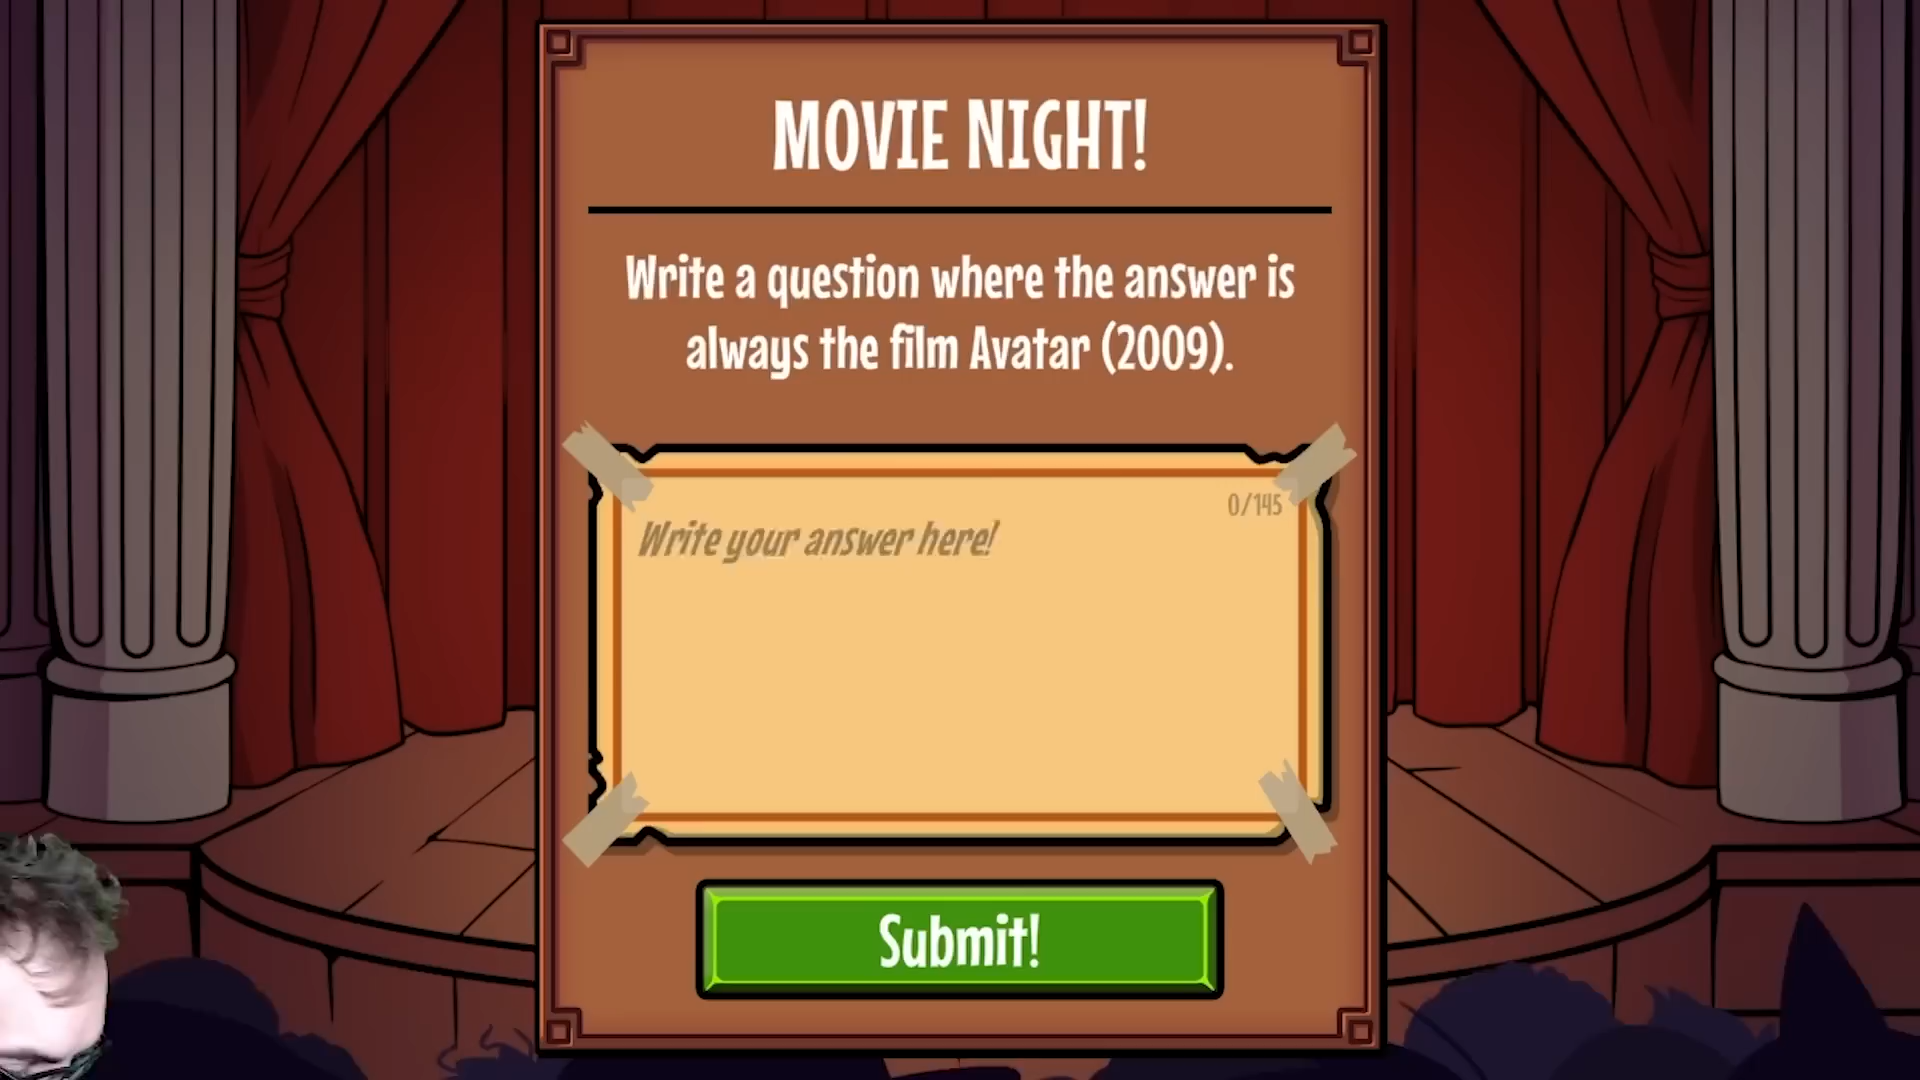 MOVIE NIGHT!
Write a question where the answer is
always the film Avatar (2009).
0/145
Write your answer here!
Submit!